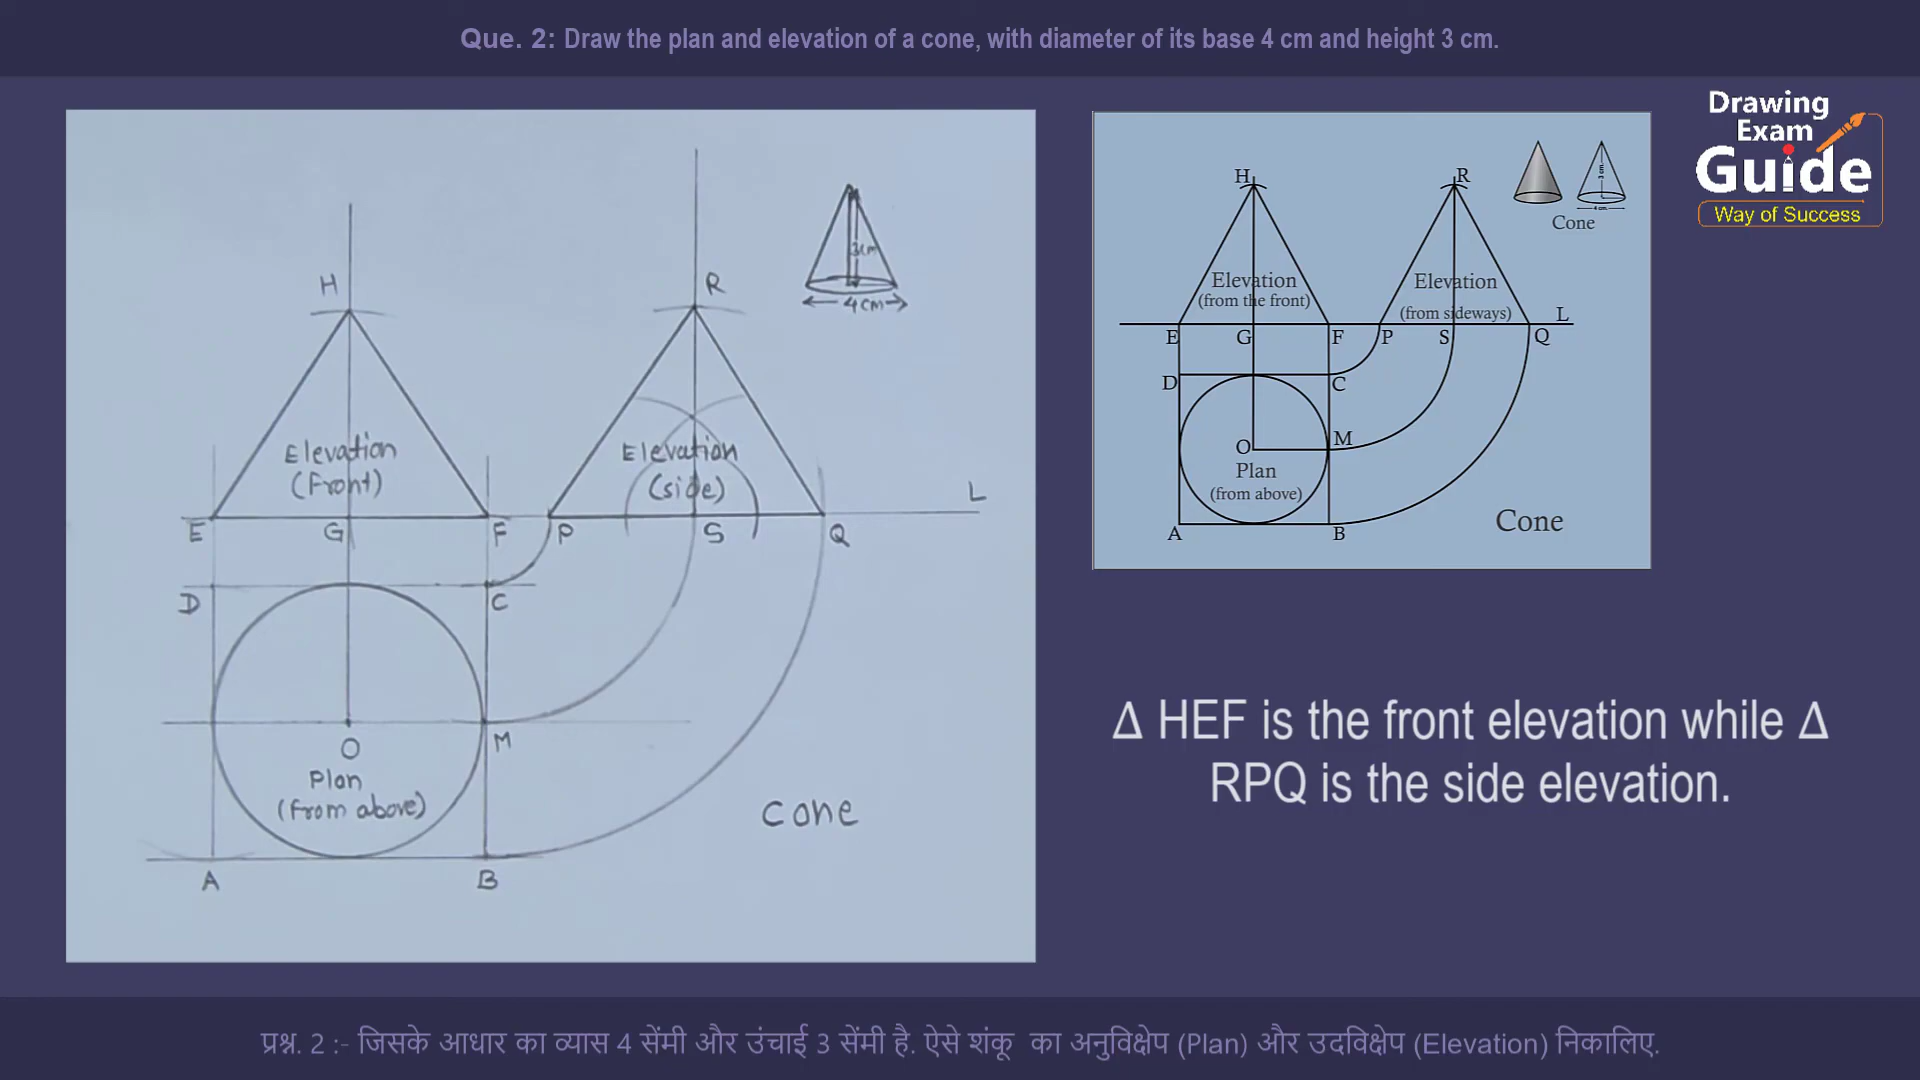 Que. 2: Draw the plan and elevation of a cone, with diameter of its base 4 cm and height 3 cm.
Drawing
Exam
Guide
Way of Success
H
R
3cm
4cm
Elevation
(Front)
Elevation
(side)
L
E
G
F
P
S
Q
D
C
O
M
Plan
(From above)
Cone
A
B
H
R
Cone
Elevation
(from the front)
Elevation
(from sideways)
L
E
G
F
P
S
Q
D
C
O
M
Plan
(from above)
Cone
A
B
Δ HEF is the front elevation while Δ
RPQ is the side elevation.
प्रश्न. 2 :- जिसके आधार का व्यास 4 सेंमी और उंचाई 3 सेंमी है. ऐसे शंकू का अनुविक्षेप (Plan) और उदविक्षेप (Elevation) निकालिए.